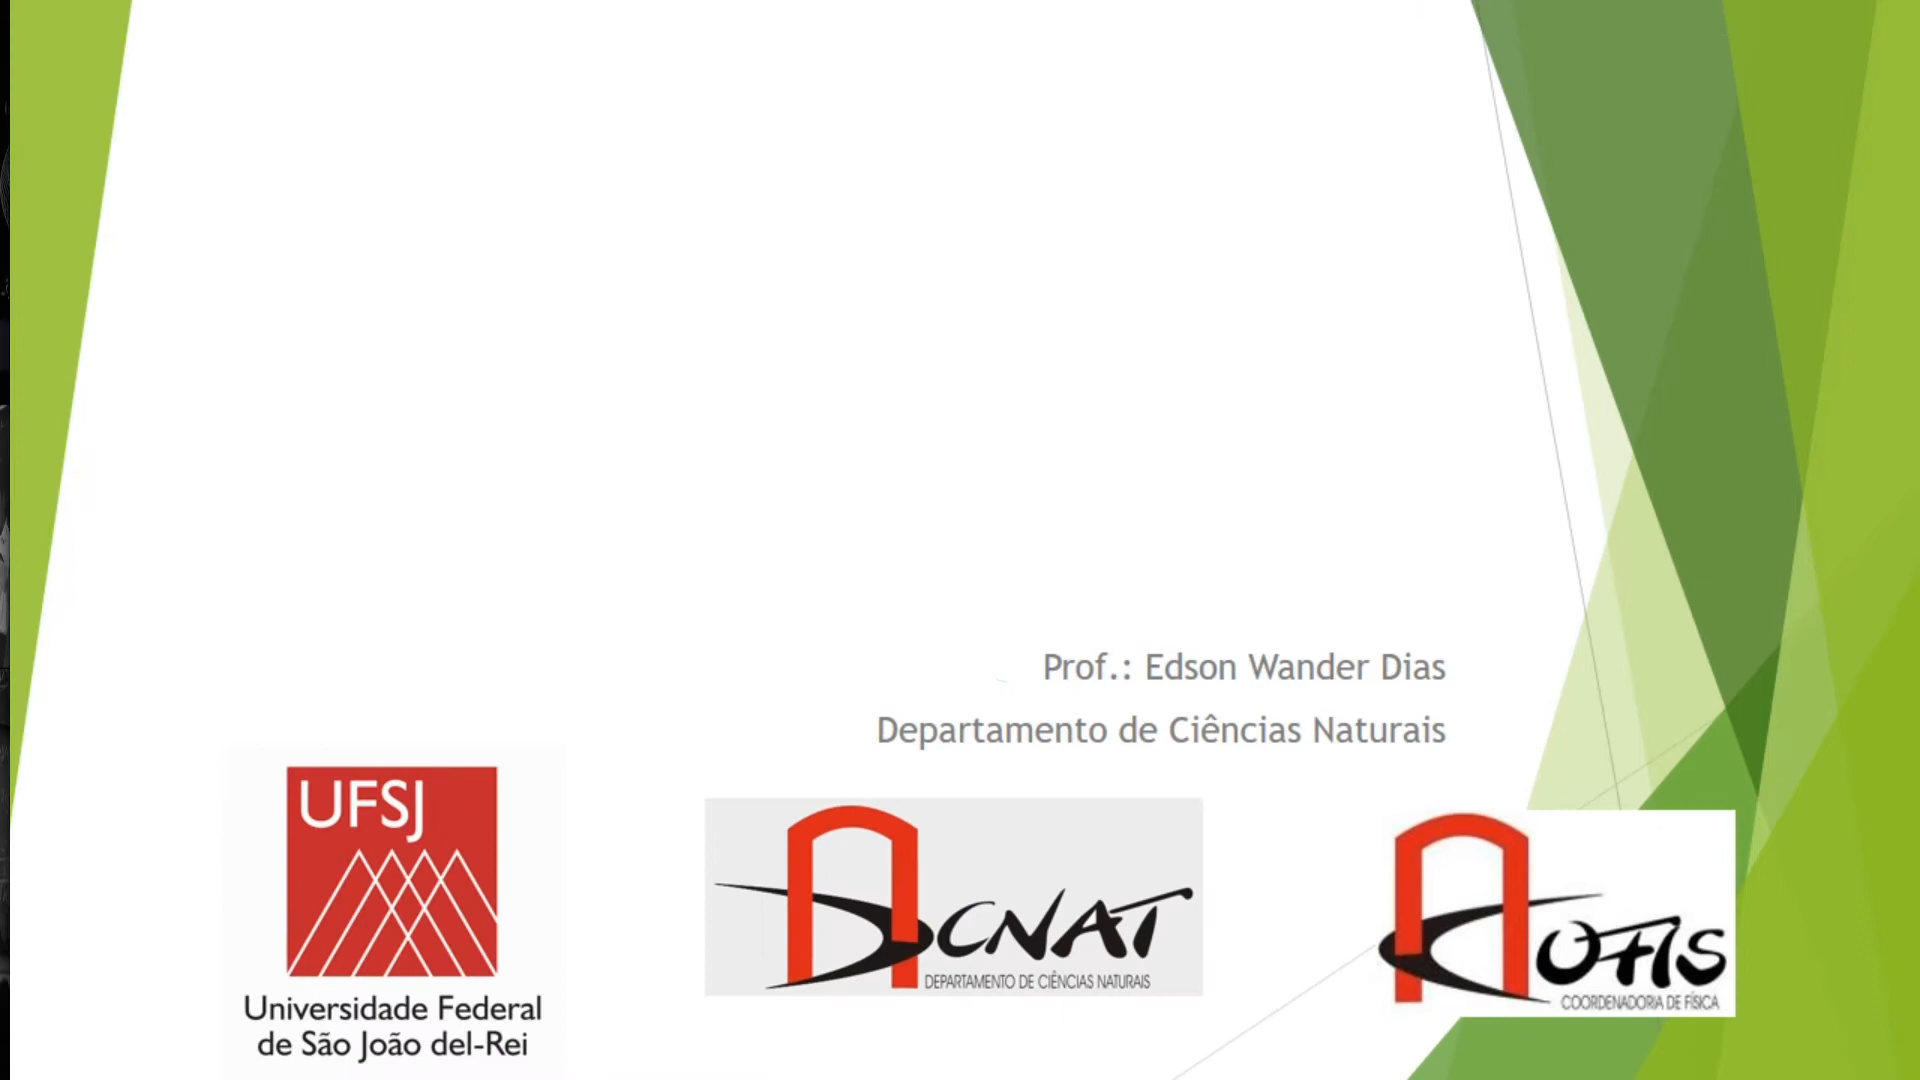 Prof.: Edson Wander Dias
Departamento de Ciências Naturais
UFSJ
Universidade Federal
de São João del-Rei
DCNAT
DEPARTAMENTO DE CIÊNCIAS NATURAIS
COFIS
COORDENADORIA DE FÍSICA